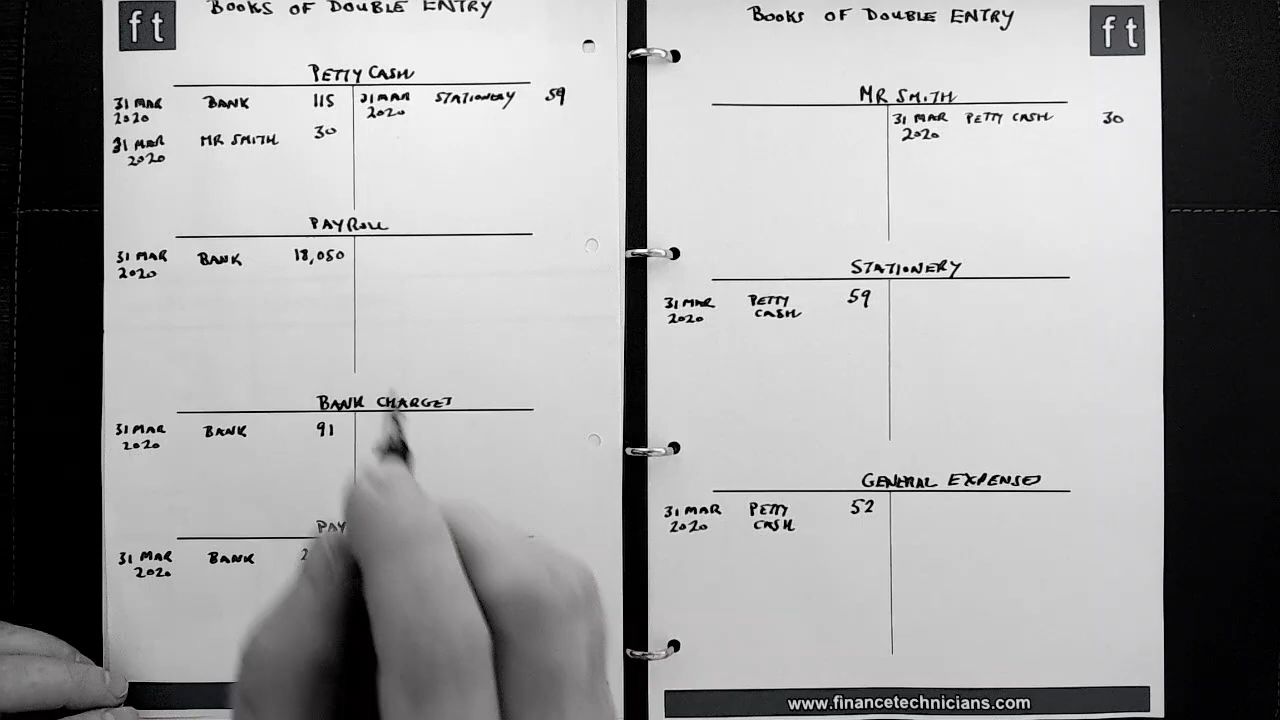 BOOKS OF DOUBLE ENTRY
ft
PETTY CASH
31 MAR 2020 BANK 115
31 MAR 2020 STATIONERY 59
31 MAR 2020 MR SMITH 30
PAYROLL
31 MAR 2020 BANK 18,050
BANK CHARGES
31 MAR 2020 BANK 91
PAY
31 MAR 2020 BANK 2
BOOKS OF DOUBLE ENTRY
ft
MR SMITH
31 MAR 2020 PETTY CASH 30
STATIONERY
31 MAR 2020 PETTY CASH 59
GENERAL EXPENSES
31 MAR 2020 PETTY CASH 52
www.financetechnicians.com